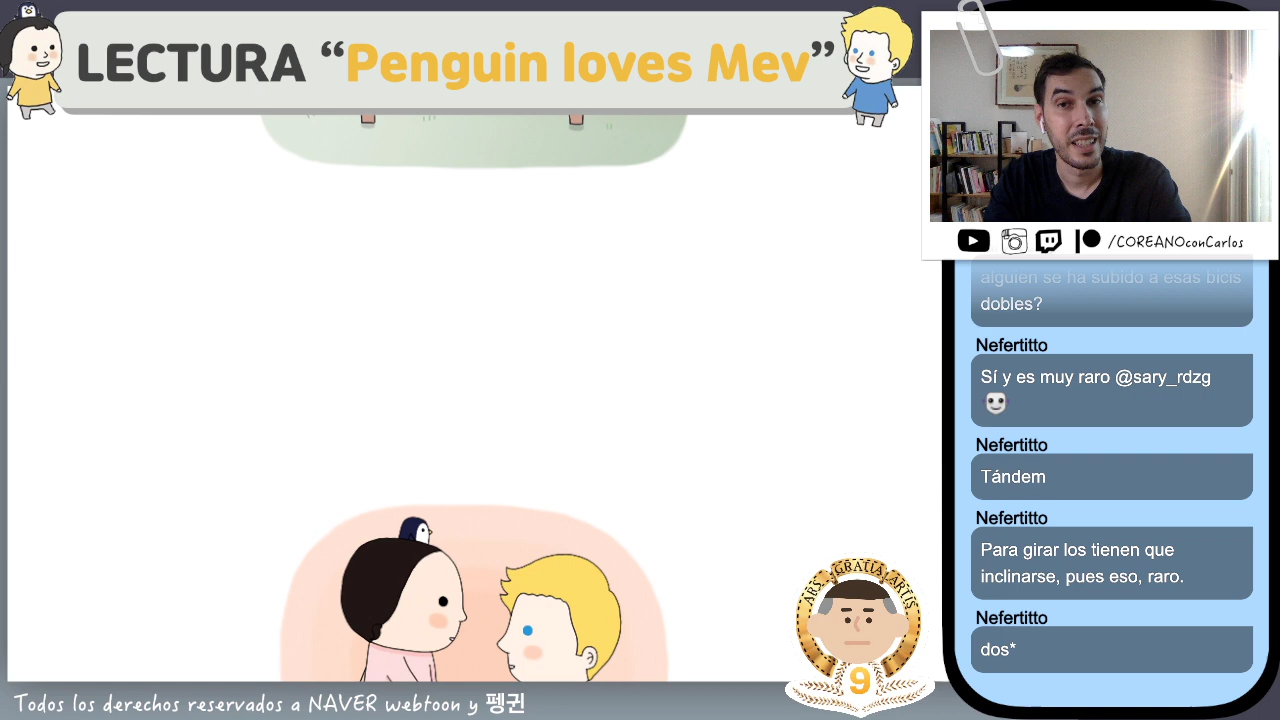 LECTURA “Penguin loves Mev”
/COREANOconCarlos
alguien se ha subido a esas bicis
dobles?
Nefertitto
Sí y es muy raro @sary_rdzg
Nefertitto
Tándem
Nefertitto
Para girar los tienen que
inclinarse, pues eso, raro.
Nefertitto
dos*
ARS GRATIA ARTIS
9
Todos los derechos reservados a NAVER webtoon y 펭귄